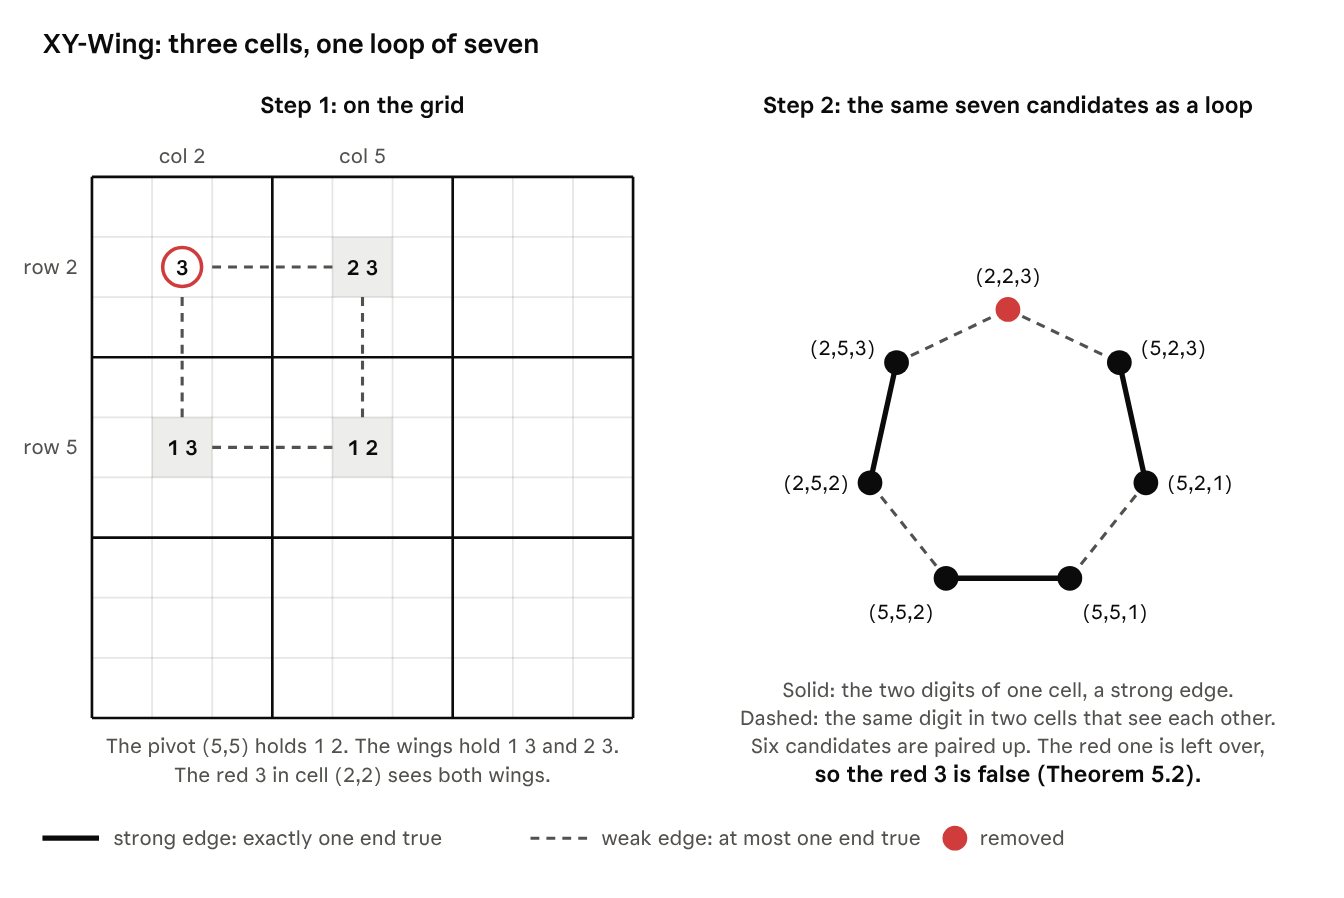 XY-Wing: three cells, one loop of seven
Step 1: on the grid
col 2 col 5
row 2 3 2 3
row 5 1 3 1 2
The pivot (5,5) holds 1 2. The wings hold 1 3 and 2 3.
The red 3 in cell (2,2) sees both wings.
Step 2: the same seven candidates as a loop
(2,2,3)
(2,5,3) (5,2,3)
(2,5,2) (5,2,1)
(5,5,2) (5,5,1)
Solid: the two digits of one cell, a strong edge.
Dashed: the same digit in two cells that see each other.
Six candidates are paired up. The red one is left over,
so the red 3 is false (Theorem 5.2).
strong edge: exactly one end true weak edge: at most one end true removed